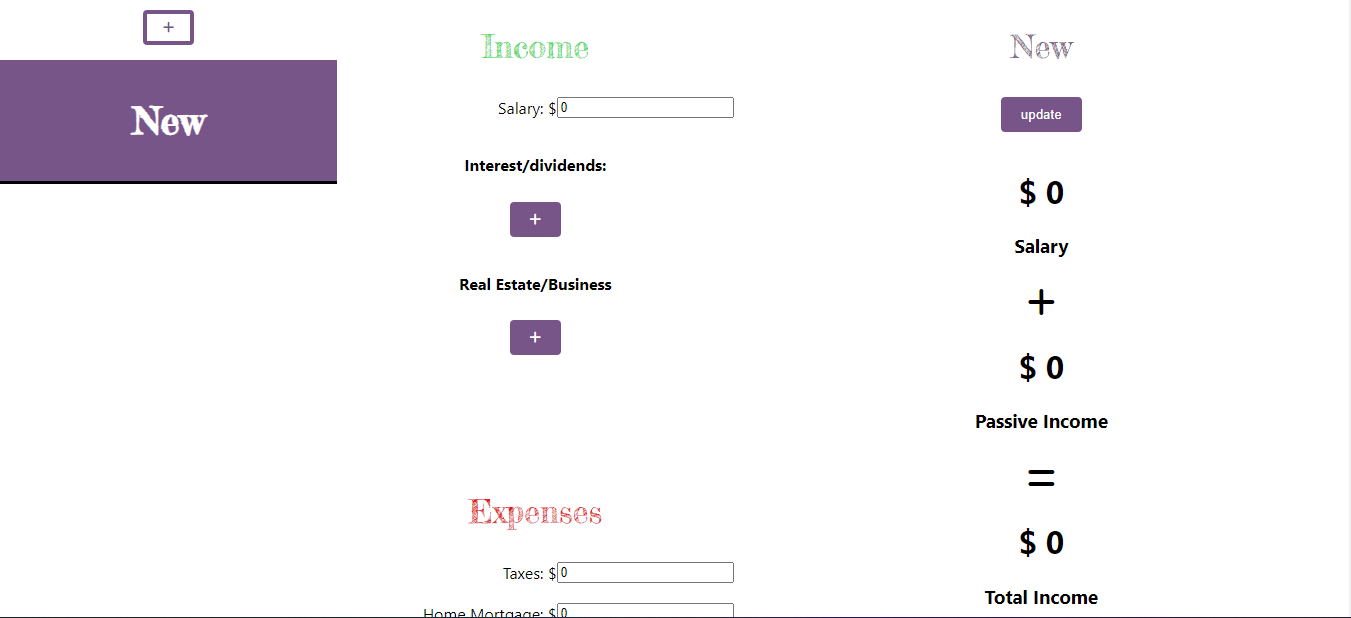 +
New
Income
Salary: $0
Interest/dividends:
+
Real Estate/Business
+
Expenses
Taxes: $0
Home Mortgage: $0
New
update
$ 0
Salary
+
$ 0
Passive Income
=
$ 0
Total Income